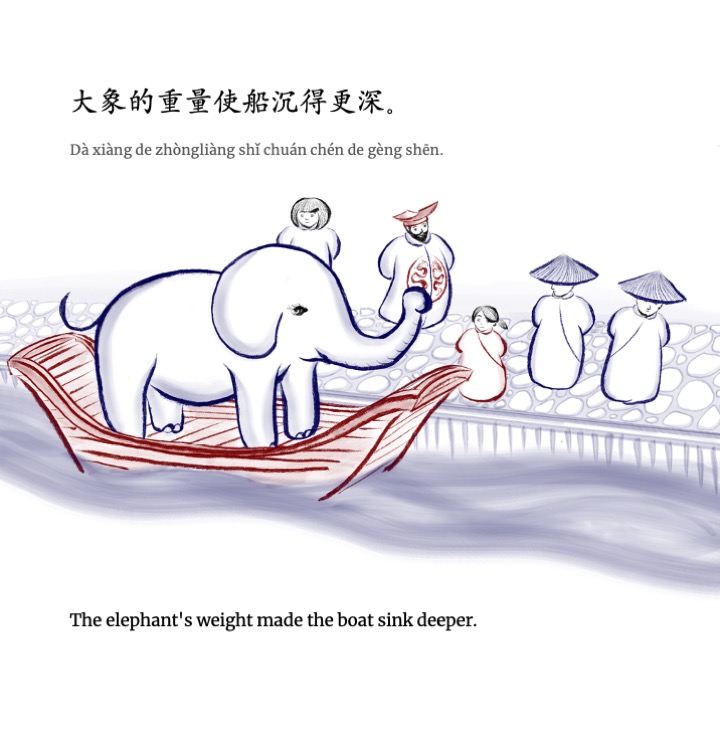 大象的重量使船沉得更深。
Dà xiàng de zhòngliàng shǐ chuán chén de gèng shēn.
The elephant's weight made the boat sink deeper.